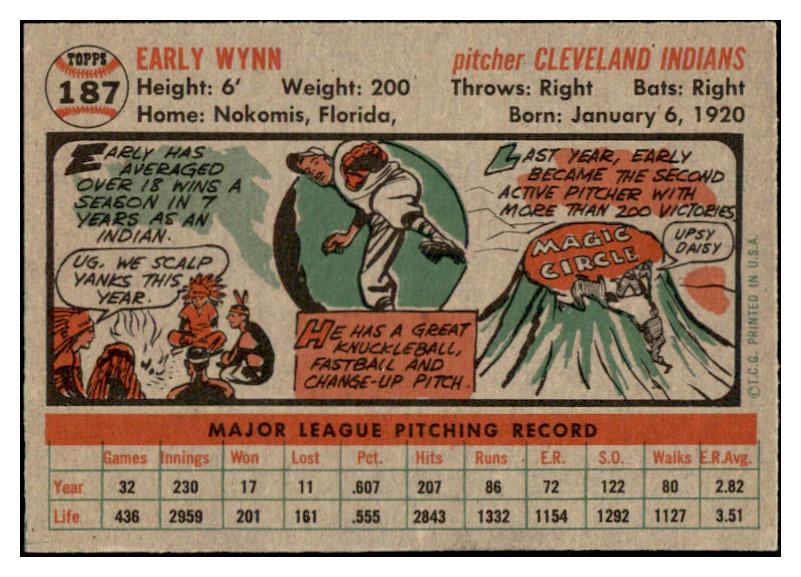 TOPPS
187
EARLY WYNN
pitcher CLEVELAND INDIANS
Height: 6' Weight: 200
Throws: Right Bats: Right
Home: Nokomis, Florida,
Born: January 6, 1920
EARLY HAS
AVERAGED
OVER 18 WINS A
SEASON IN 7
YEARS AS AN
INDIAN.
UG. WE SCALP
YANKS THIS
YEAR.
HE HAS A GREAT
KNUCKLEBALL,
FASTBALL AND
CHANGE-UP PITCH.
LAST YEAR, EARLY
BECAME THE SECOND
ACTIVE PITCHER WITH
MORE THAN 200 VICTORIES.
MAGIC
CIRCLE
UPSY
DAISY
©T.C.G. PRINTED IN U.S.A.
MAJOR LEAGUE PITCHING RECORD
Games Innings Won Lost Pct. Hits Runs E.R. S.O. Walks E.R.Avg.
Year 32 230 17 11 .607 207 86 72 122 80 2.82
Life 436 2959 201 161 .555 2843 1332 1154 1292 1127 3.51